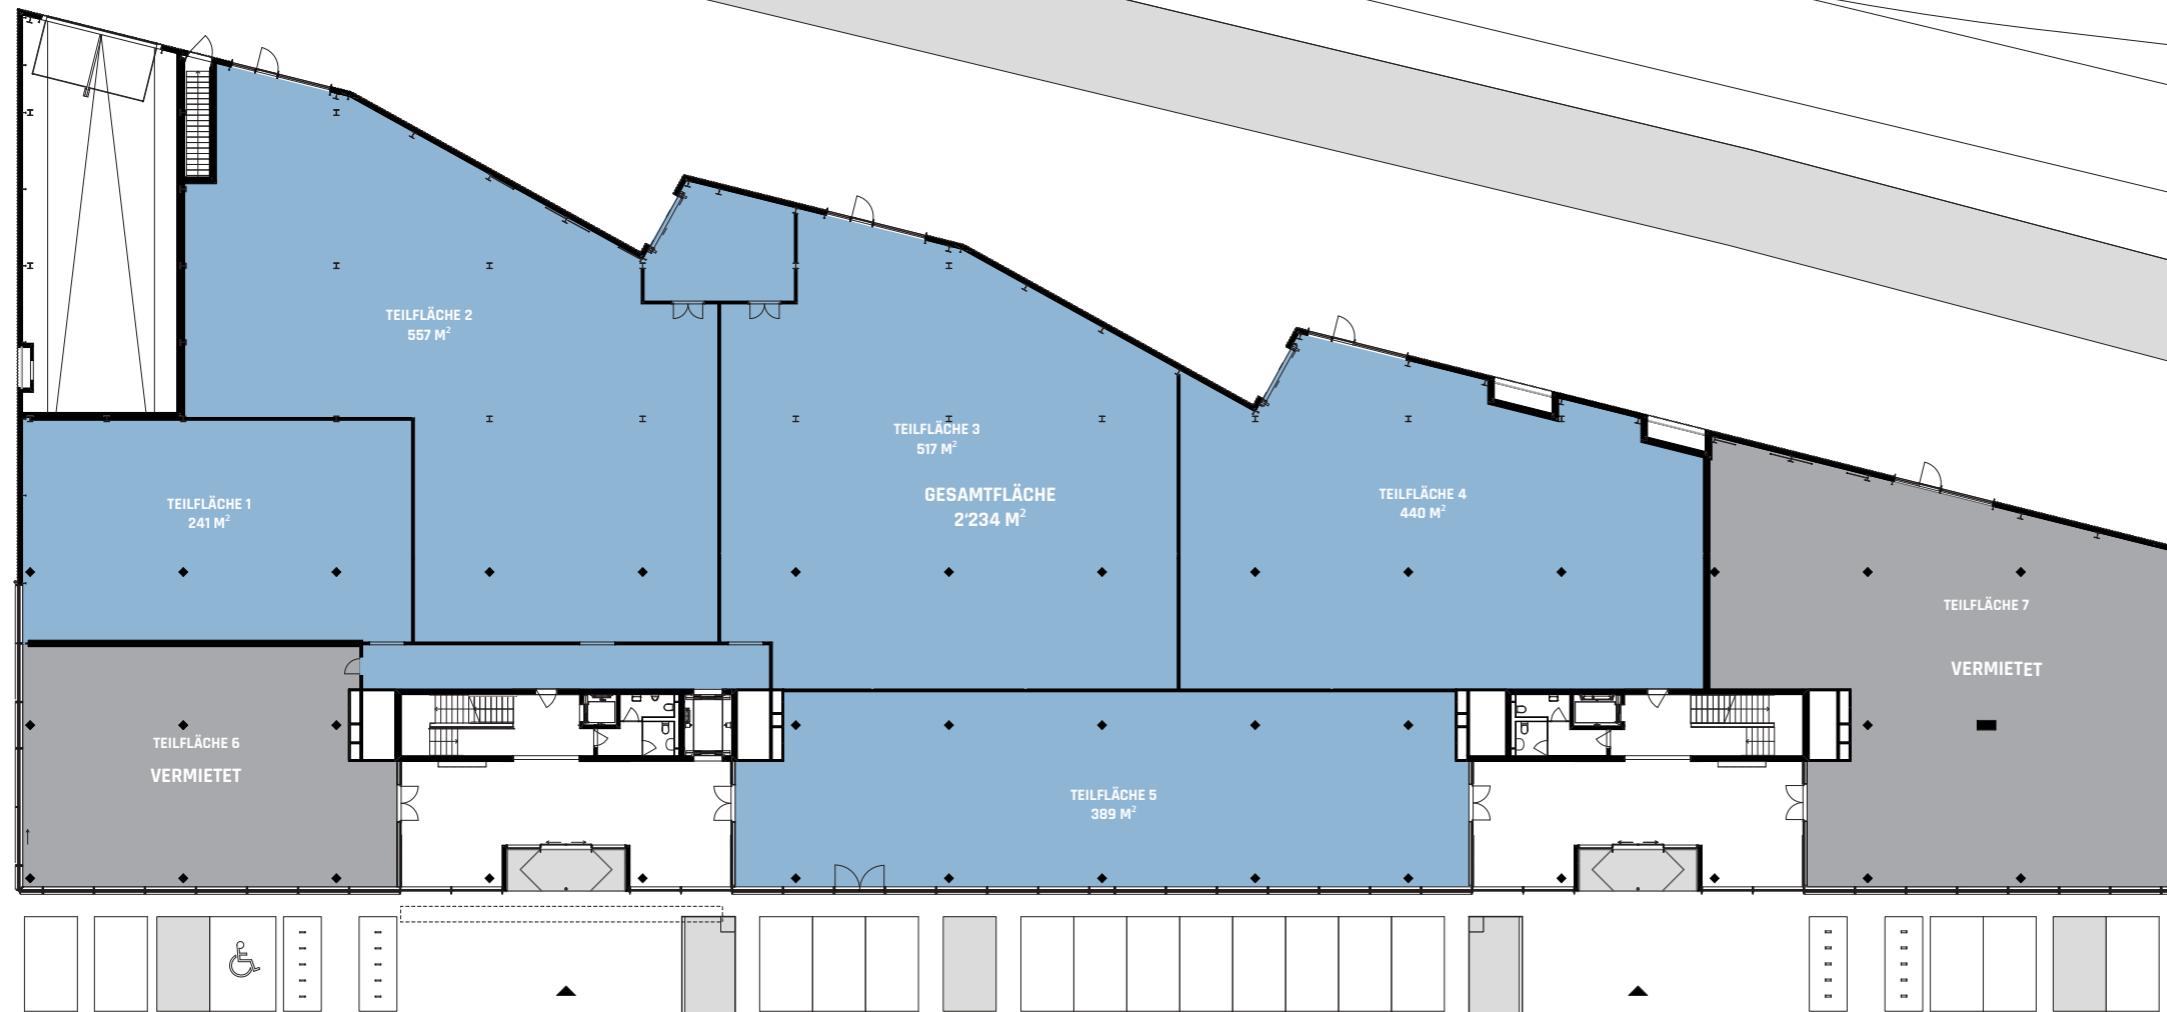 TEILFLÄCHE 2
557 M²
TEILFLÄCHE 3
517 M²
GESAMTFLÄCHE
2'234 M²
TEILFLÄCHE 1
241 M²
TEILFLÄCHE 4
440 M²
TEILFLÄCHE 7
VERMIETET
TEILFLÄCHE 6
VERMIETET
TEILFLÄCHE 5
389 M²